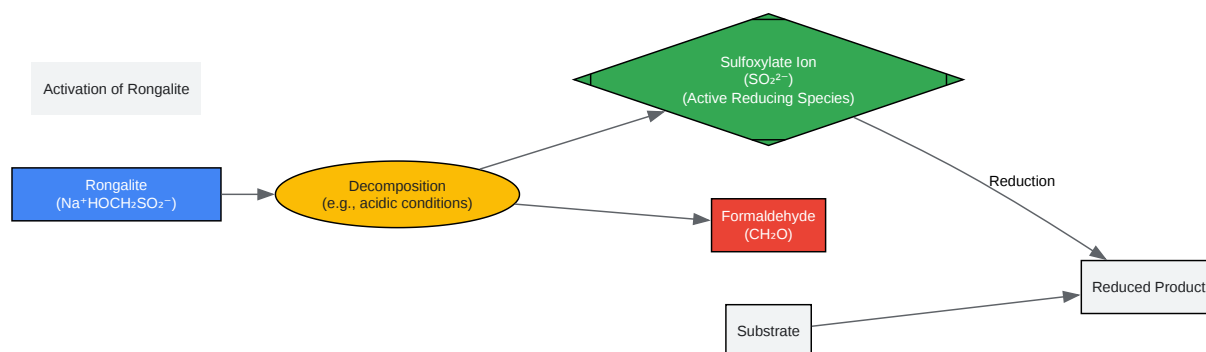 Activation of Rongalite
Rongalite
(Na⁺HOCH₂SO₂⁻)
Decomposition
(e.g., acidic conditions)
Sulfoxylate Ion
(SO₂²⁻)
(Active Reducing Species)
Formaldehyde
(CH₂O)
Reduction
Substrate
Reduced Product